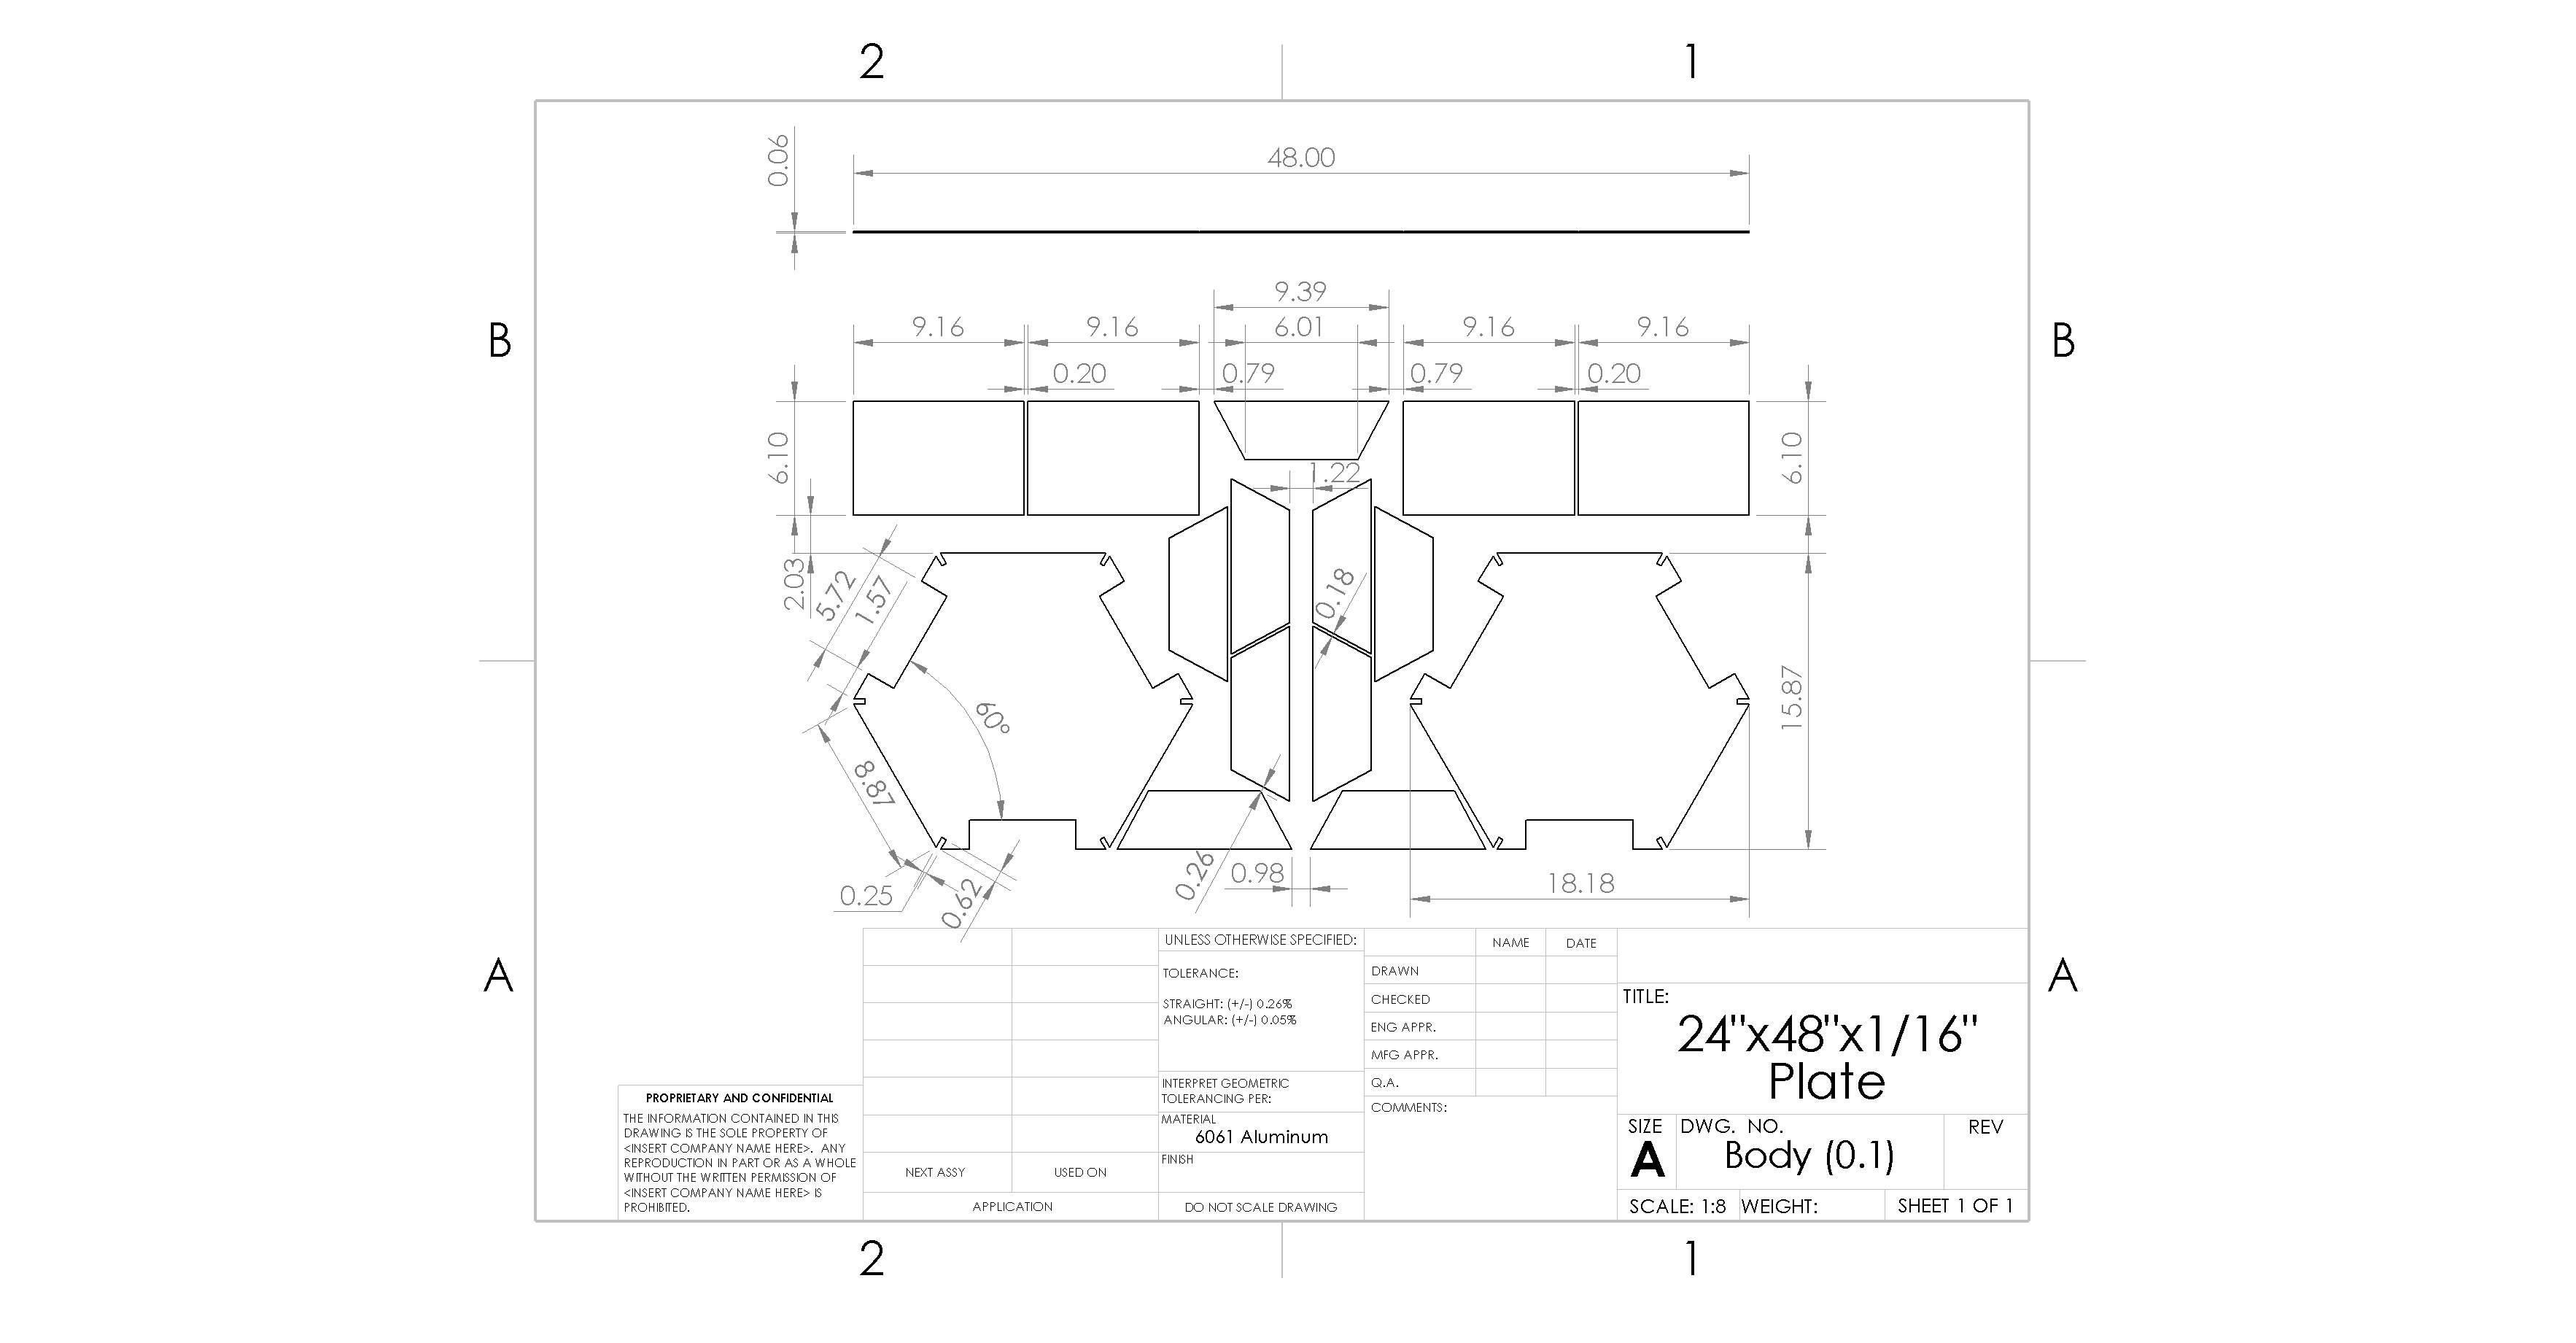 2
1
0.06
48.00
9.39
B
9.16
9.16
6.01
9.16
9.16
B
0.20
0.79
0.79
0.20
6.10
1.22
6.10
2.03
5.72
1.57
0.18
60°
15.87
8.87
0.25
0.62
0.26
0.98
18.18
A
A
UNLESS OTHERWISE SPECIFIED:
TOLERANCE:
STRAIGHT: (+/-) 0.26%
ANGULAR: (+/-) 0.05%
INTERPRET GEOMETRIC
TOLERANCING PER:
MATERIAL
6061 Aluminum
FINISH
DO NOT SCALE DRAWING
NAME
DATE
DRAWN
CHECKED
ENG APPR.
MFG APPR.
Q.A.
COMMENTS:
TITLE:
24"x48"x1/16"
Plate
SIZE
A
DWG. NO.
Body (0.1)
REV
SCALE: 1:8
WEIGHT:
SHEET 1 OF 1
PROPRIETARY AND CONFIDENTIAL
THE INFORMATION CONTAINED IN THIS
DRAWING IS THE SOLE PROPERTY OF
<INSERT COMPANY NAME HERE>. ANY
REPRODUCTION IN PART OR AS A WHOLE
WITHOUT THE WRITTEN PERMISSION OF
<INSERT COMPANY NAME HERE> IS
PROHIBITED.
NEXT ASSY
USED ON
APPLICATION
2
1